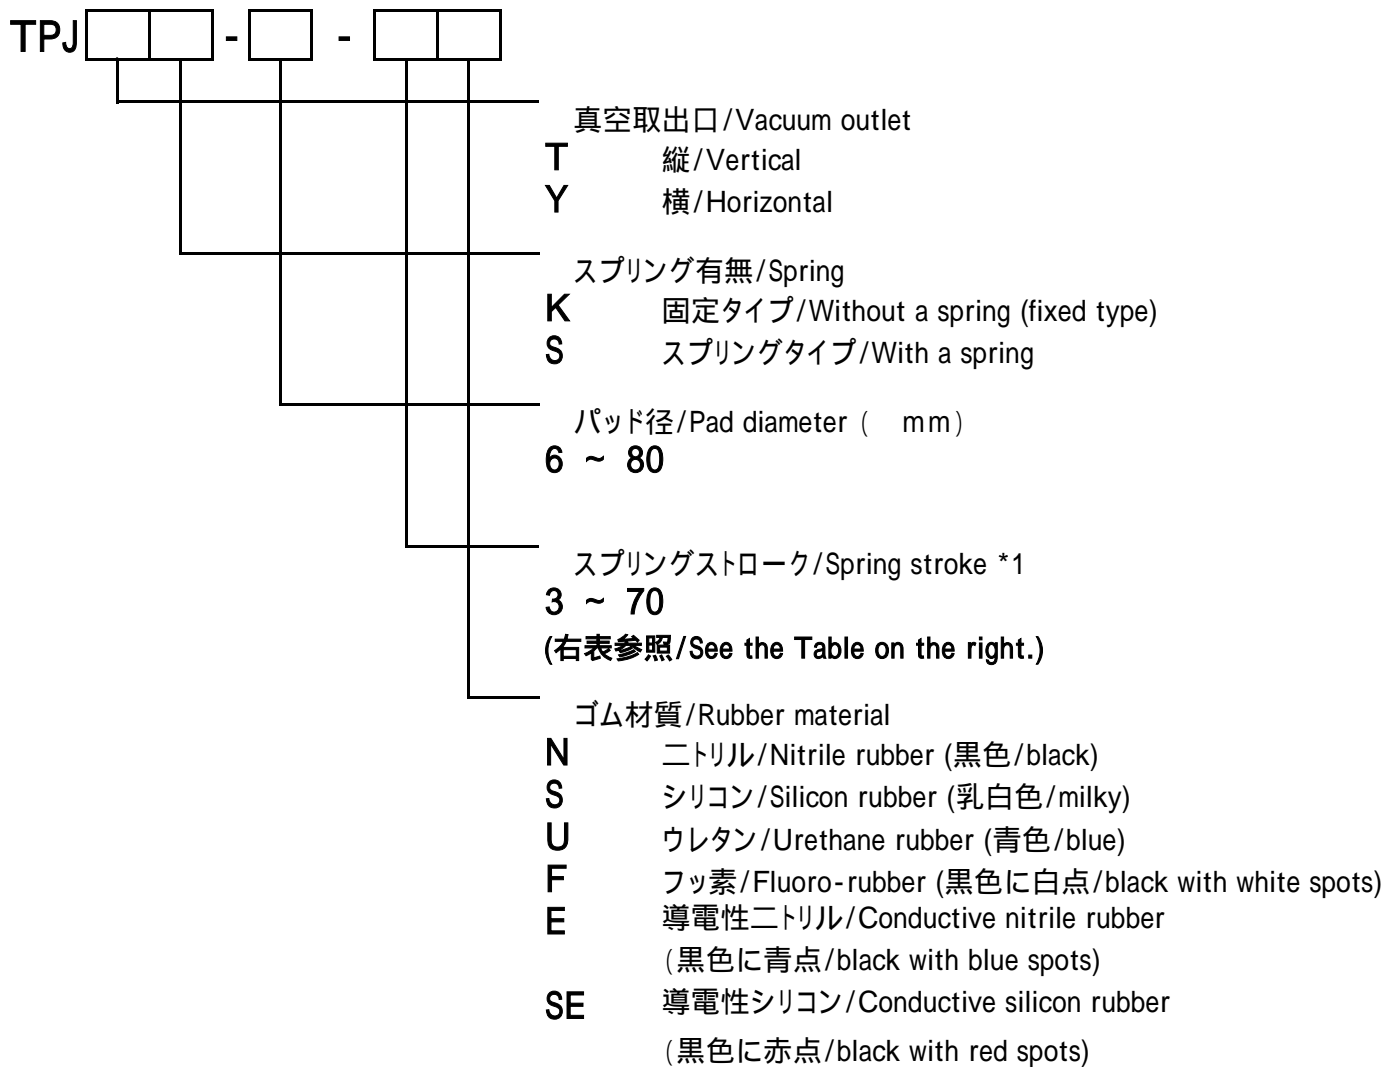 TPJ - -
真空取出口/Vacuum outlet
T 縦/Vertical
Y 横/Horizontal
スプリング有無/Spring
K 固定タイプ/Without a spring (fixed type)
S スプリングタイプ/With a spring
パッド径/Pad diameter ( mm)
6 ~ 80
スプリングストローク/Spring stroke *1
3 ~ 70
(右表参照/See the Table on the right.)
ゴム材質/Rubber material
N ニトリル/Nitrile rubber (黒色/black)
S シリコン/Silicon rubber (乳白色/milky)
U ウレタン/Urethane rubber (青色/blue)
F フッ素/Fluoro-rubber (黒色に白点/black with white spots)
E 導電性ニトリル/Conductive nitrile rubber
(黒色に青点/black with blue spots)
SE 導電性シリコン/Conductive silicon rubber
(黒色に赤点/black with red spots)